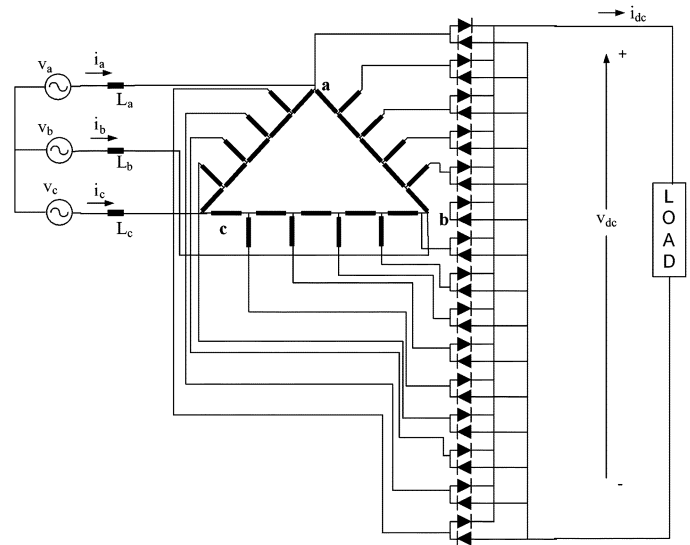 i_dc
v_a
i_a
L_a
a
+
v_b
i_b
L_b
v_c
i_c
L_c
c
b
v_dc
L
O
A
D
-